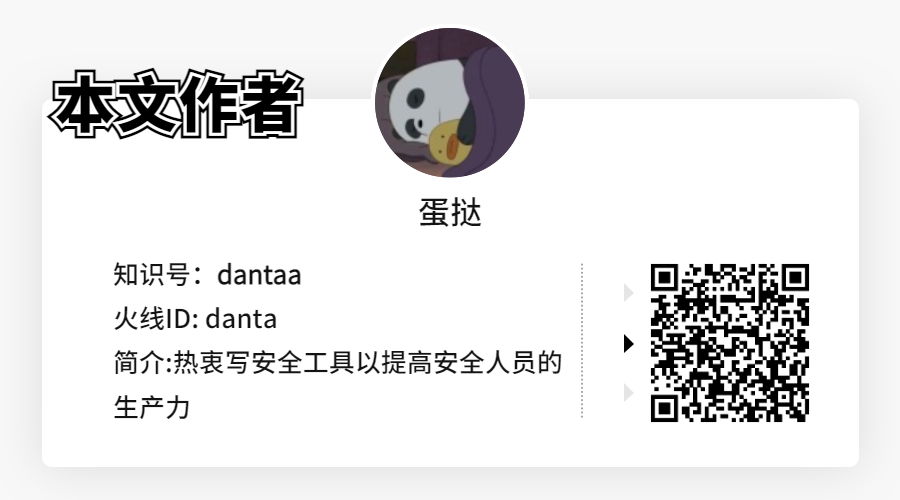 本文作者
蛋挞
知识号：dantaa
火线ID: danta
简介:热衷写安全工具以提高安全人员的
生产力